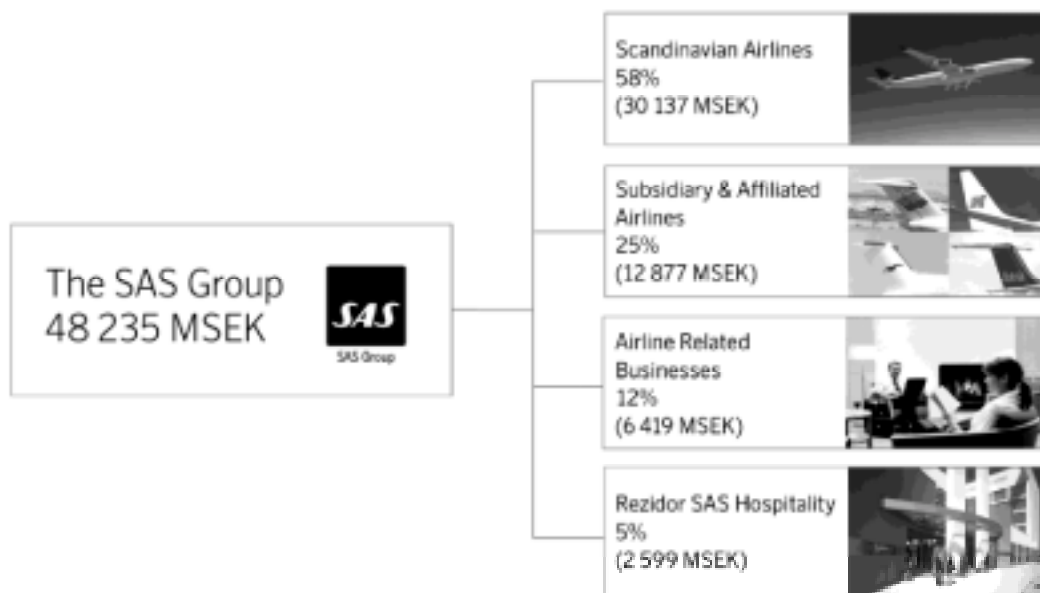 The SAS Group
48 235 MSEK
SAS
SAS Group
Scandinavian Airlines
58%
(30 137 MSEK)
Subsidiary & Affiliated
Airlines
25%
(12 877 MSEK)
Airline Related
Businesses
12%
(6 419 MSEK)
Rezidor SAS Hospitality
5%
(2 599 MSEK)